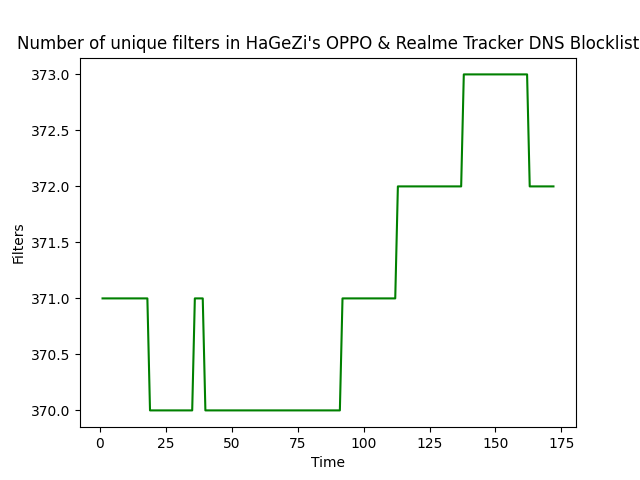 Number of unique filters in HaGeZi's OPPO & Realme Tracker DNS Blocklist
373.0
372.5
372.0
371.5
371.0
370.5
370.0
Filters
0 25 50 75 100 125 150 175
Time